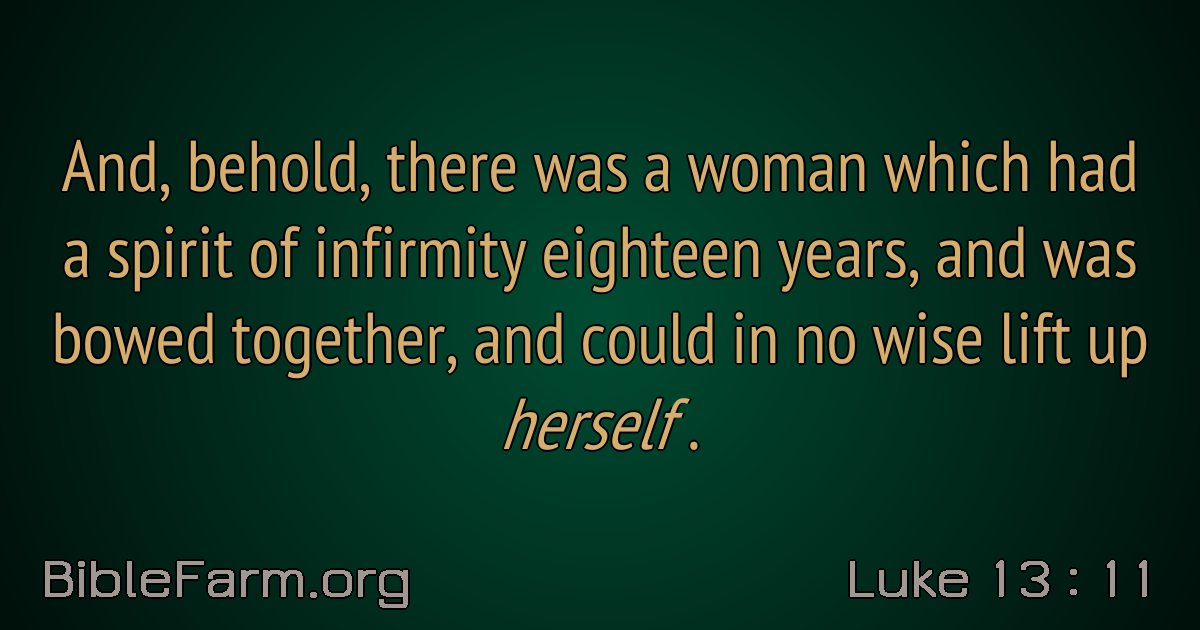 And, behold, there was a woman which had
a spirit of infirmity eighteen years, and was
bowed together, and could in no wise lift up
herself .
BibleFarm.org
Luke 13 : 11